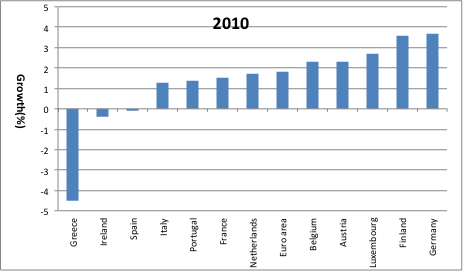 2010
Growth(%)
5
4
3
2
1
0
-1
-2
-3
-4
-5
Greece
Ireland
Spain
Italy
Portugal
France
Netherlands
Euro area
Belgium
Austria
Luxembourg
Finland
Germany